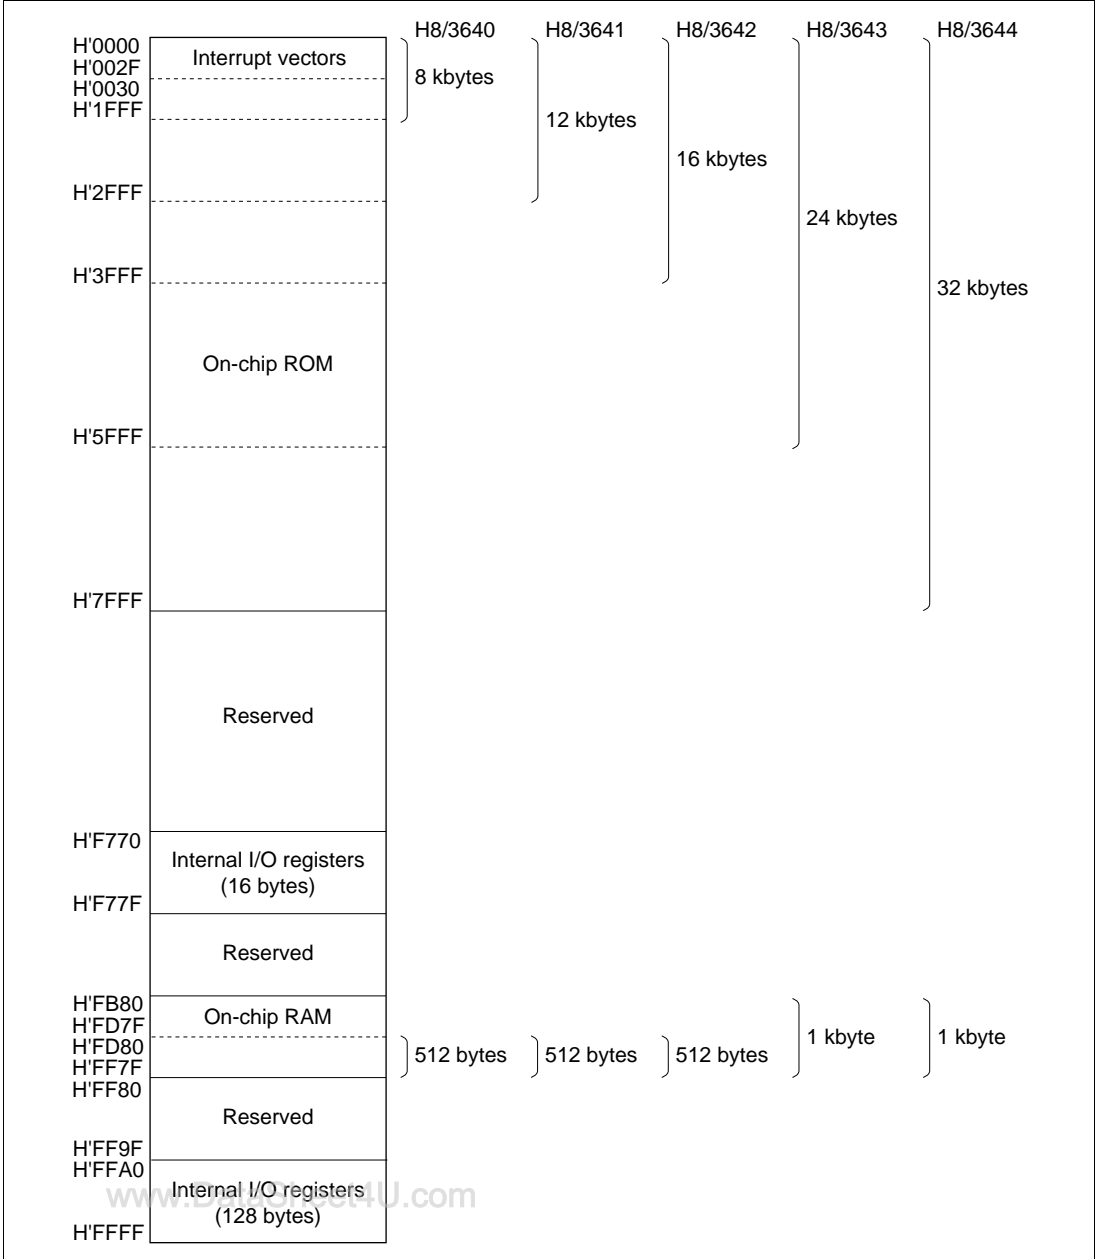 H8/3640 H8/3641 H8/3642 H8/3643 H8/3644
H'0000
Interrupt vectors
H'002F
8 kbytes
H'0030
H'1FFF
12 kbytes
16 kbytes
H'2FFF
24 kbytes
H'3FFF
32 kbytes
On-chip ROM
H'5FFF
H'7FFF
Reserved
H'F770
Internal I/O registers
(16 bytes)
H'F77F
Reserved
H'FB80
On-chip RAM
H'FD7F
1 kbyte 1 kbyte
H'FD80
512 bytes 512 bytes 512 bytes
H'FF7F
H'FF80
Reserved
H'FF9F
H'FFA0
Internal I/O registers
www.DataSheet4U.com
(128 bytes)
H'FFFF